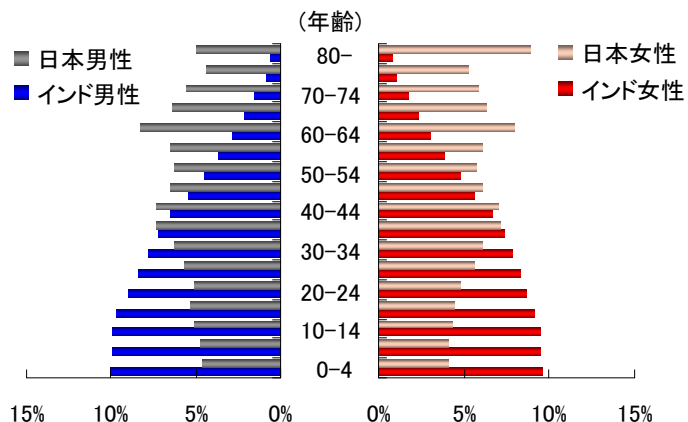 (年齢)
日本男性
インド男性
80-
70-74
60-64
50-54
40-44
30-34
20-24
10-14
0-4
日本女性
インド女性
15% 10% 5% 0%
0% 5% 10% 15%